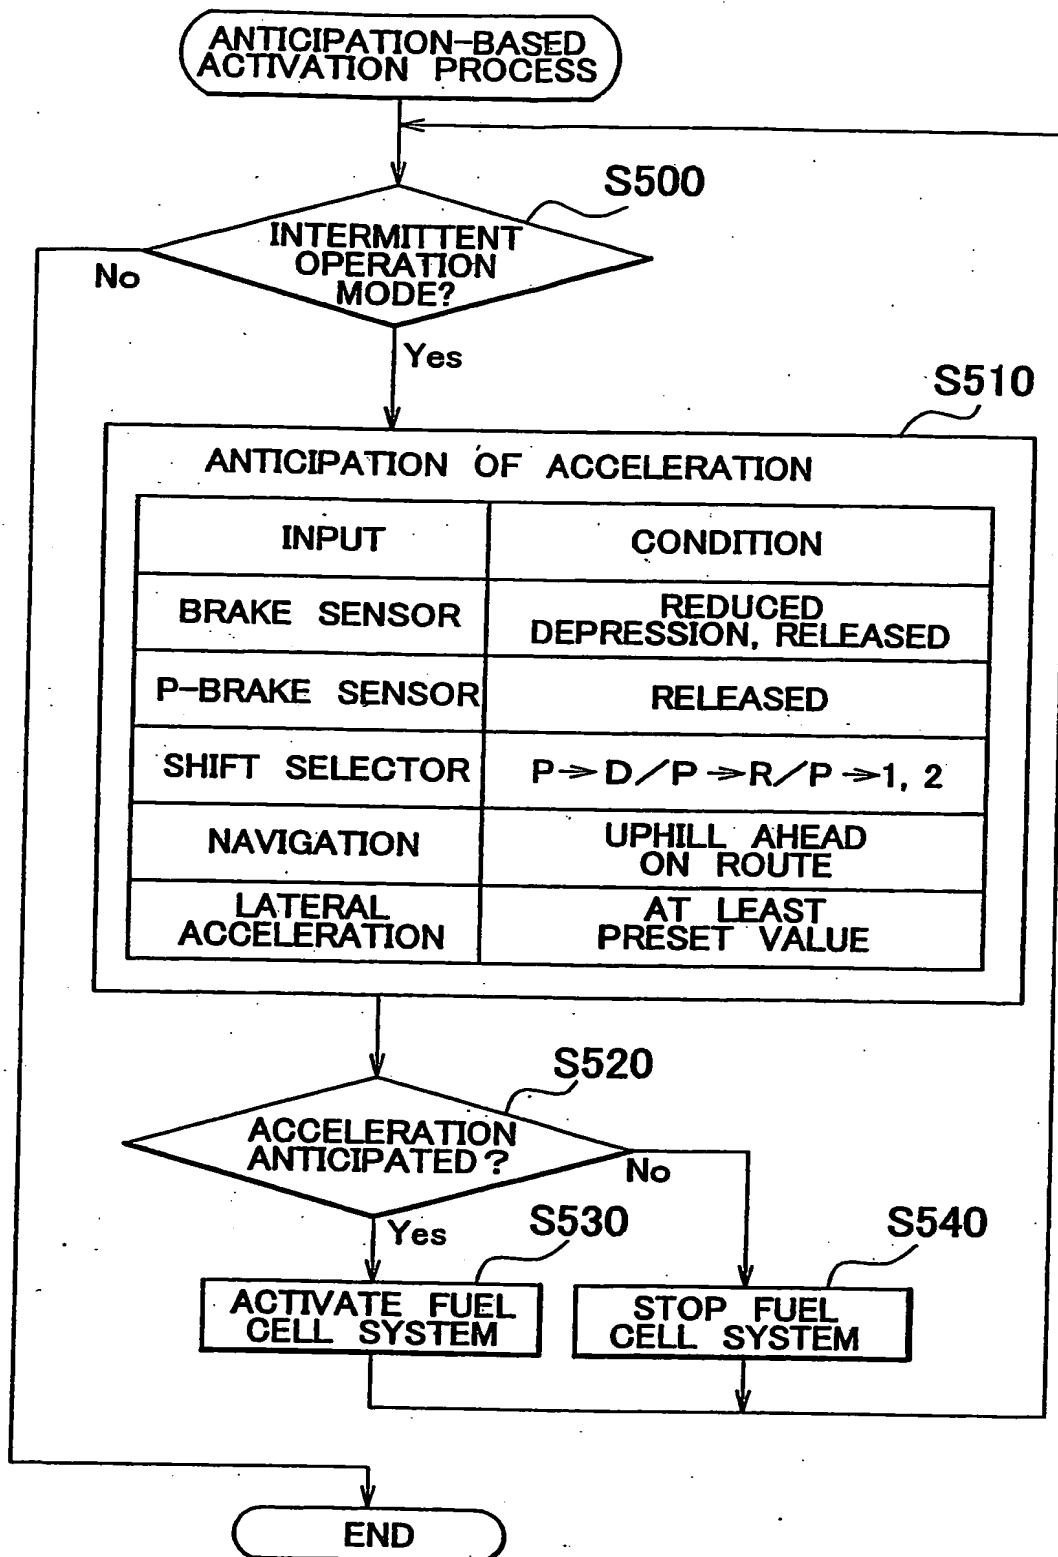 ANTICIPATION-BASED
ACTIVATION PROCESS
S500
INTERMITTENT
OPERATION
MODE?
No
Yes
S510
ANTICIPATION OF ACCELERATION
INPUT
CONDITION
BRAKE SENSOR
REDUCED
DEPRESSION, RELEASED
P-BRAKE SENSOR
RELEASED
SHIFT SELECTOR
P→D/P→R/P→1, 2
NAVIGATION
UPHILL AHEAD
ON ROUTE
LATERAL
ACCELERATION
AT LEAST
PRESET VALUE
S520
ACCELERATION
ANTICIPATED?
No
Yes
S530
S540
ACTIVATE FUEL
CELL SYSTEM
STOP FUEL
CELL SYSTEM
END